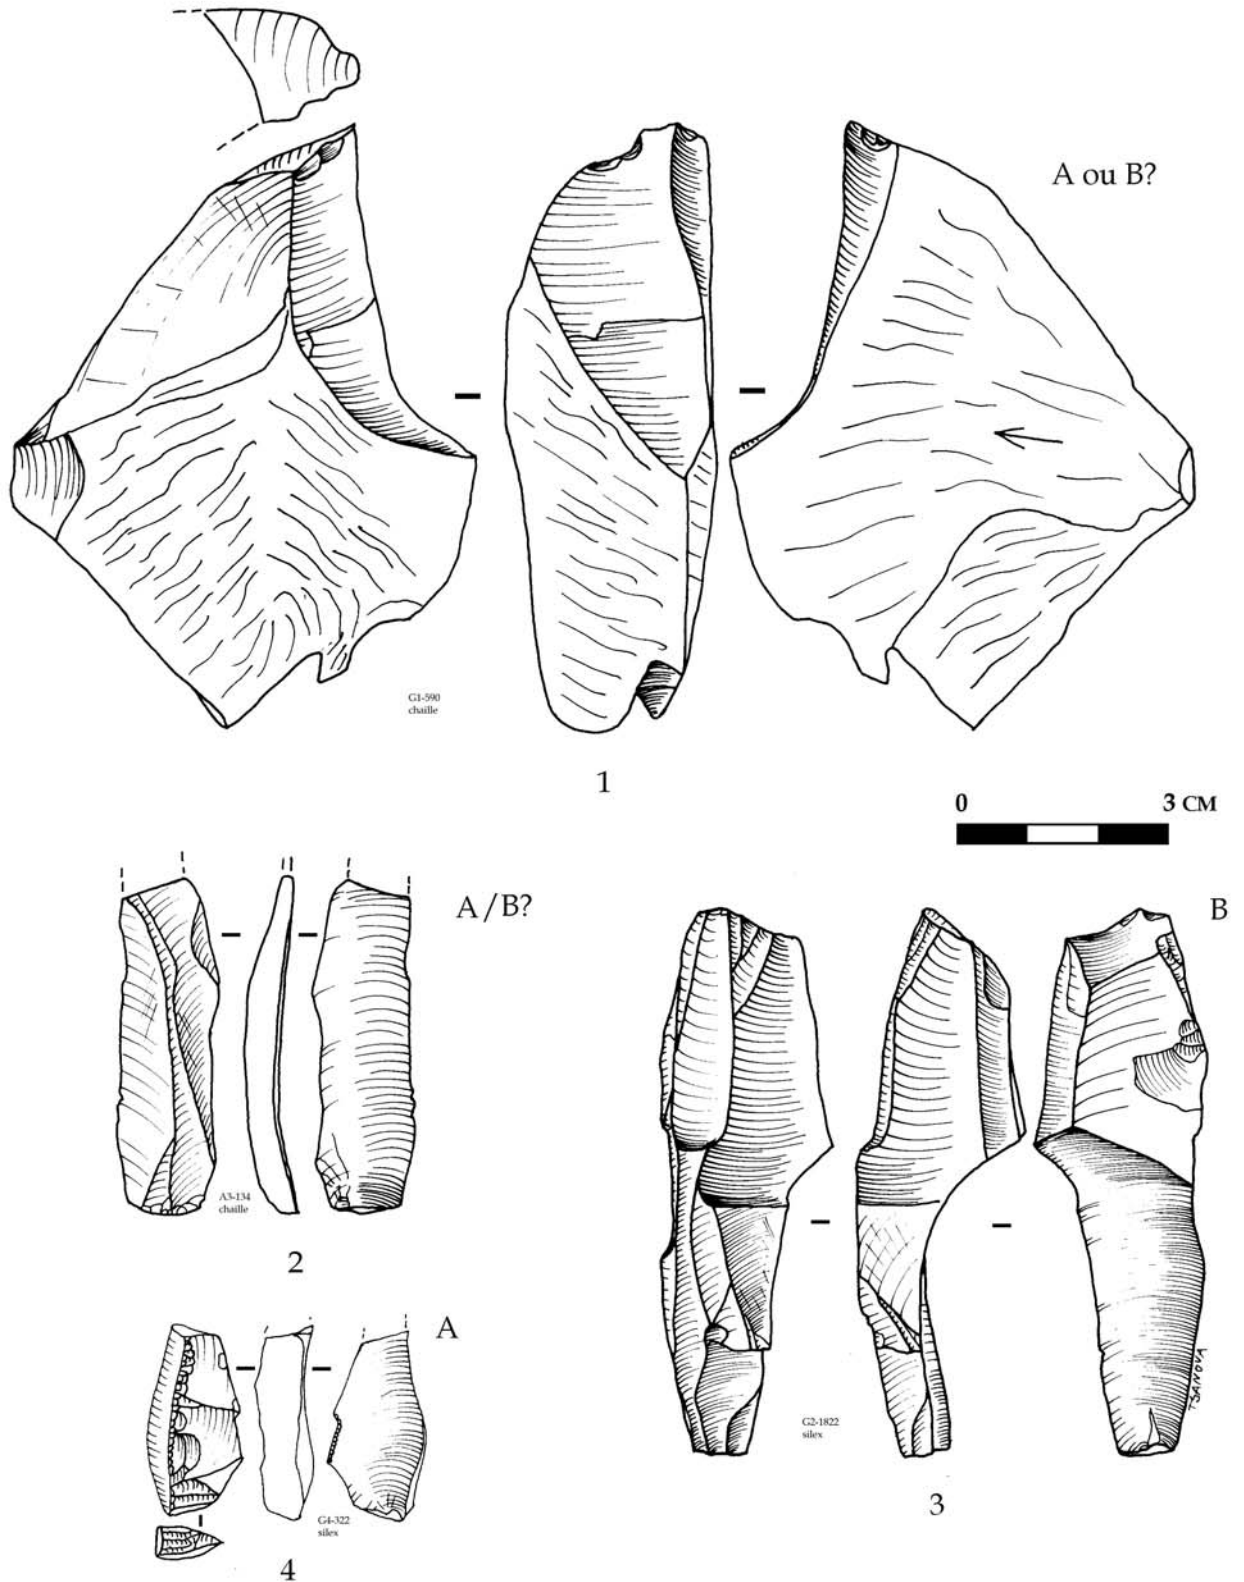 A ou B?
G1-590
chaille
1
0 3 CM
A/B?
B
A3-134
chaille
2
A
TSANOVA
G2-1822
silex
3
G4-322
silex
4